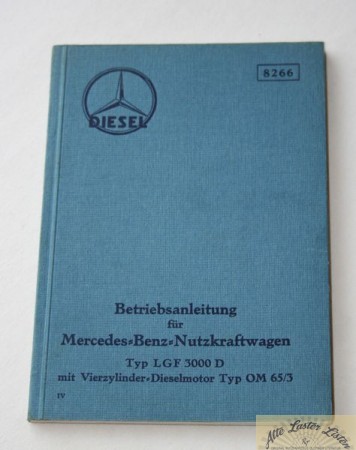 8266
DIESEL
Betriebsanleitung
für
Mercedes-Benz-Nutzkraftwagen
Typ LGF 3000 D
mit Vierzylinder-Dieselmotor Typ OM 65/3
IV
Alte Laster Listen